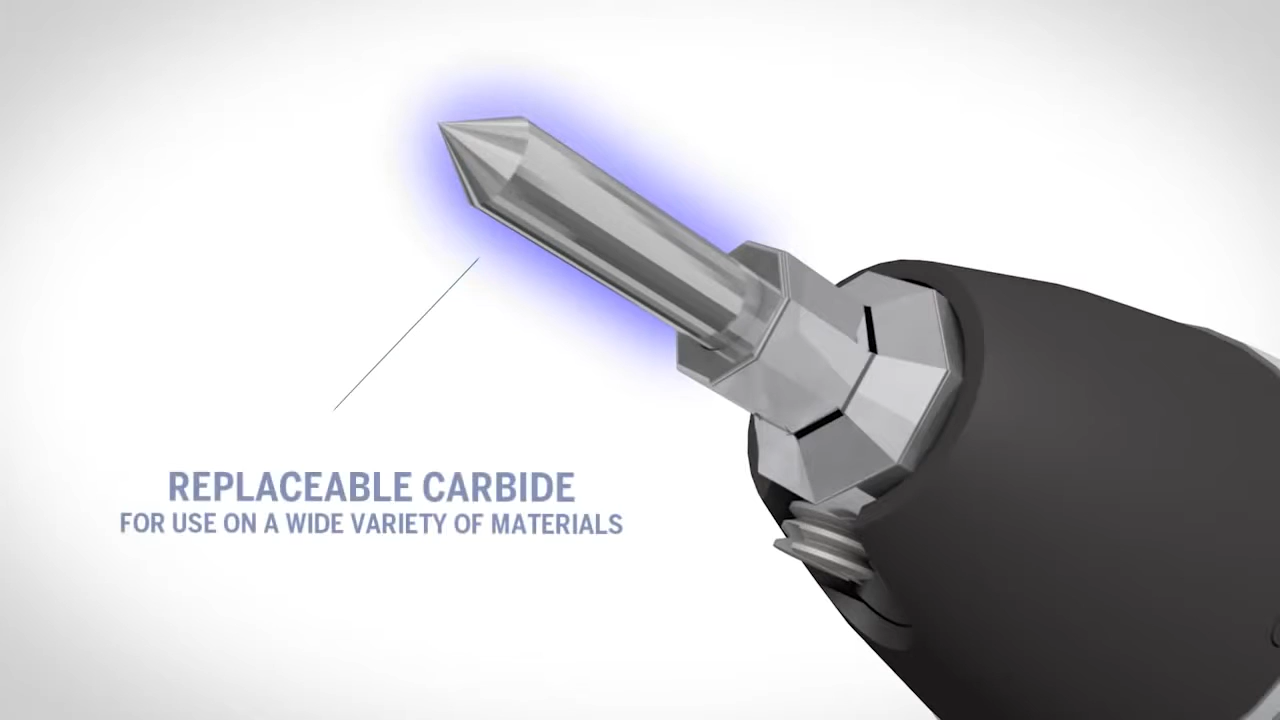 REPLACEABLE CARBIDE
FOR USE ON A WIDE VARIETY OF MATERIALS